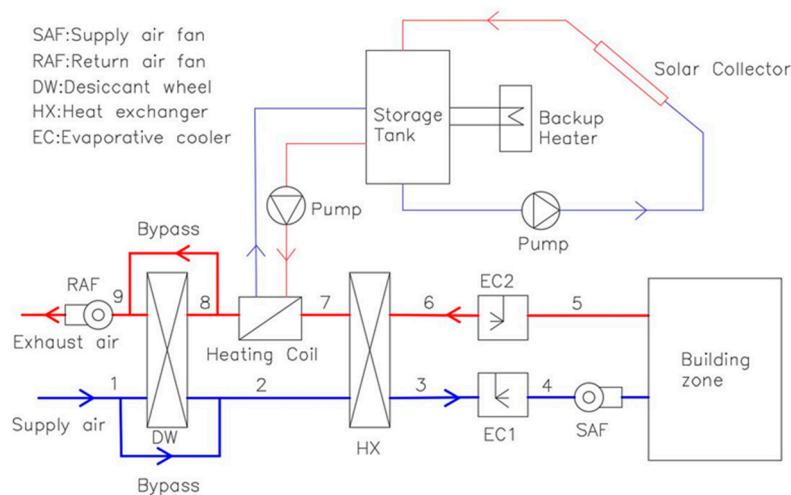 SAF:Supply air fan
RAF:Return air fan
DW:Desiccant wheel
HX:Heat exchanger
EC:Evaporative cooler
Solar Collector
Storage
Tank
Backup
Heater
Pump
Pump
Bypass
RAF
9
8
7
6
EC2
5
Exhaust air
Heating Coil
Building
zone
1
2
3
4
Supply air
DW
HX
EC1
SAF
Bypass